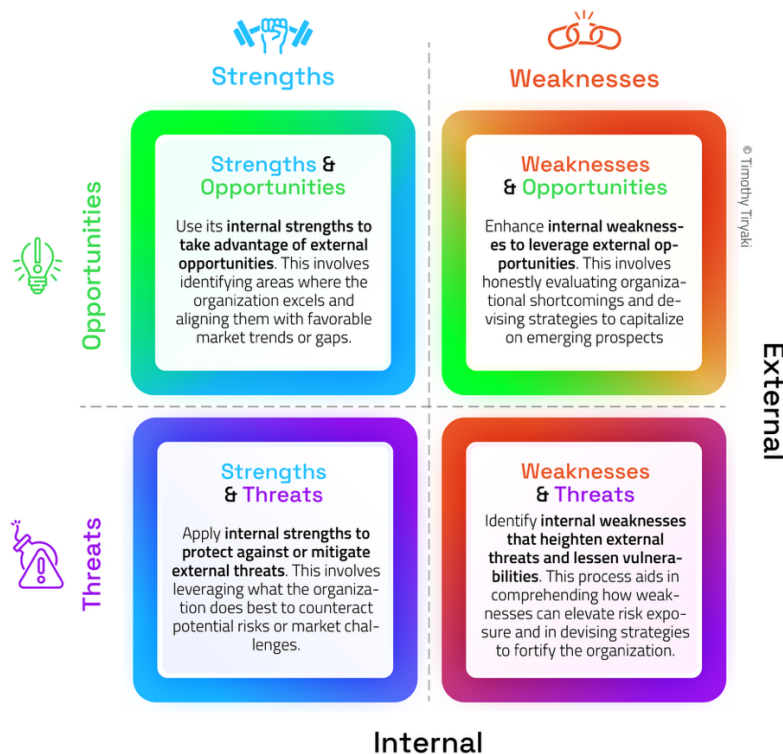 Strengths
Weaknesses
Opportunities
Strengths &
Opportunities
Use its internal strengths to
take advantage of external
opportunities. This involves
identifying areas where the
organization excels and
aligning them with favorable
market trends or gaps.
Weaknesses
& Opportunities
Enhance internal weakness-
es to leverage external op-
portunities. This involves
honestly evaluating organiza-
tional shortcomings and de-
vising strategies to capitalize
on emerging prospects
© Timothy Tiryaki
External
Threats
Strengths
& Threats
Apply internal strengths to
protect against or mitigate
external threats. This involves
leveraging what the organiza-
tion does best to counteract
potential risks or market chal-
lenges.
Weaknesses
& Threats
Identify internal weaknesses
that heighten external
threats and lessen vulnera-
bilities. This process aids in
comprehending how weak-
nesses can elevate risk expo-
sure and in devising strategies
to fortify the organization.
Internal